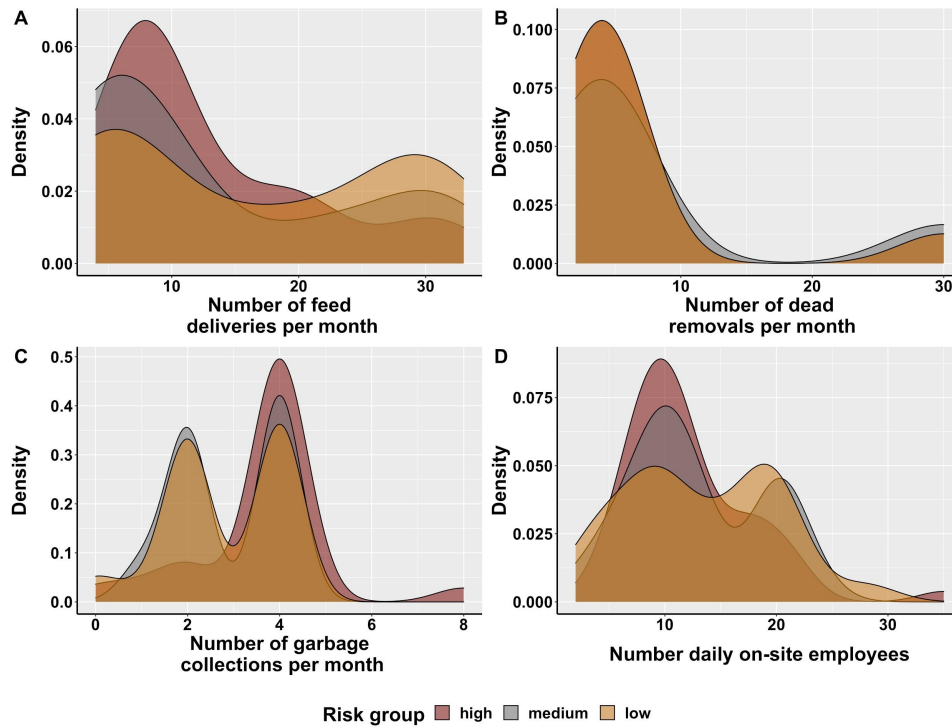 A
0.06
0.04
0.02
0.00
Density
10
20
30
Number of feed
deliveries per month
B
0.100
0.075
0.050
0.025
0.000
Density
10
20
30
Number of dead
removals per month
C
0.5
0.4
0.3
0.2
0.1
0.0
Density
0
2
4
6
8
Number of garbage
collections per month
D
0.075
0.050
0.025
0.000
Density
10
20
30
Number daily on-site employees
Risk group high medium low